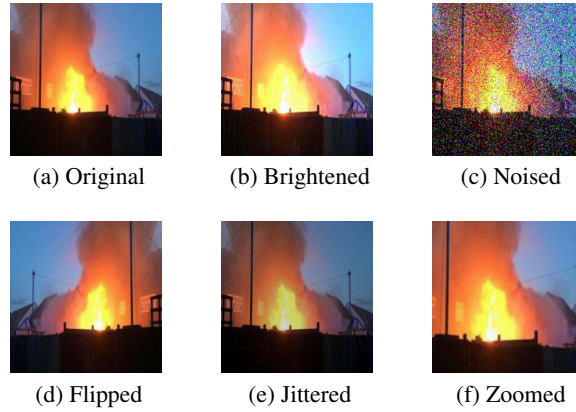 (a) Original
(b) Brightened
(c) Noised
(d) Flipped
(e) Jittered
(f) Zoomed